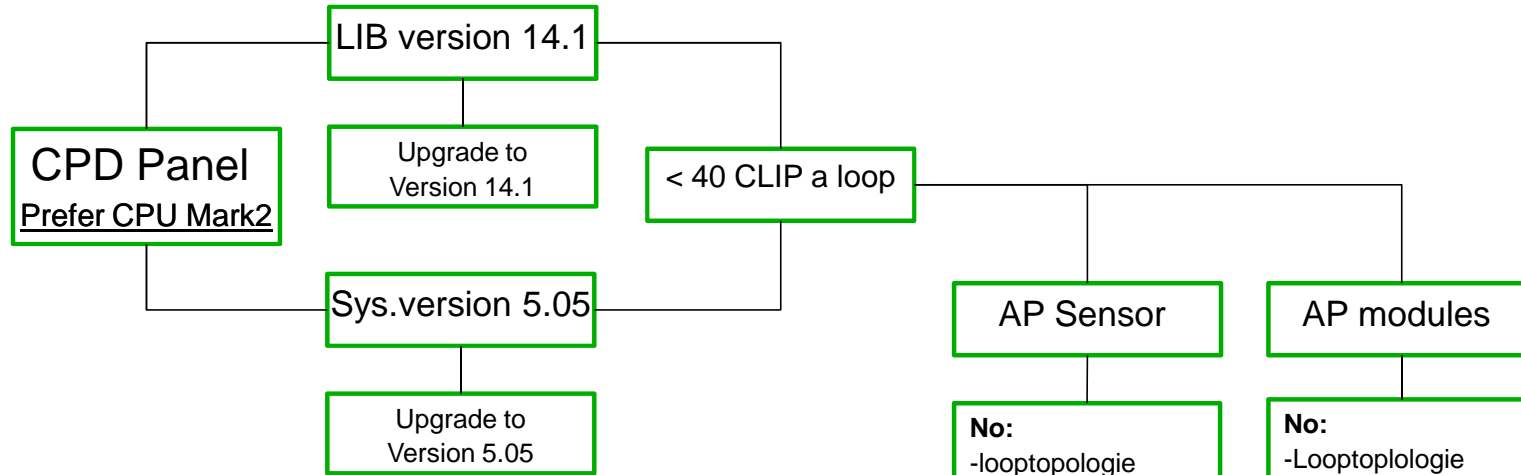 LIB version 14.1
CPD Panel
Prefer CPU Mark2
Upgrade to
Version 14.1
< 40 CLIP a loop
Sys.version 5.05
Upgrade to
Version 5.05
AP Sensor
AP modules
No:
-looptopologie
No:
-Looptoplologie